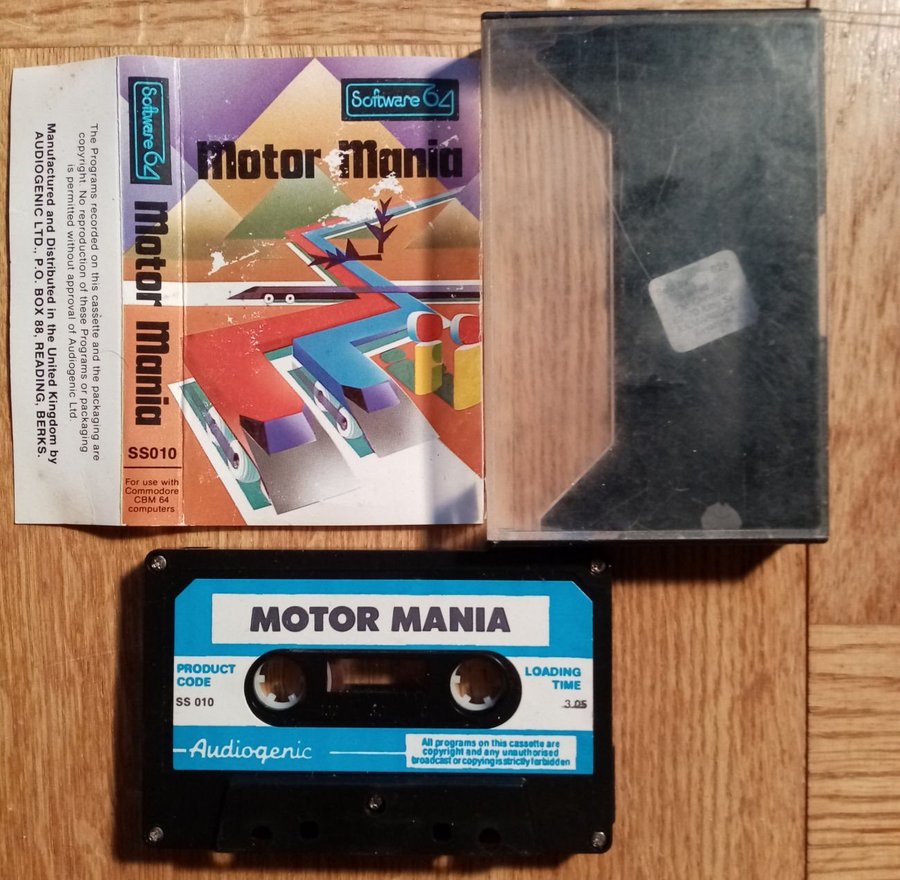 The Programs recorded on this cassette and the packaging are
copyright. No reproduction of these Programs or packaging
is permitted without approval of Audiogenic Ltd
Manufactured and Distributed in the United Kingdom by
AUDIOGENIC LTD., P.O. BOX 88, READING, BERKS.
Software 64
Motor Mania
SS010
For use with
Commodore
CBM 64
computers
Software 64
Motor Mania
MOTOR MANIA
PRODUCT
CODE
SS 010
LOADING
TIME
3.05
Audiogenic
All programs on this cassette are
copyright and any unauthorised
broadcast or copying is strictly forbidden